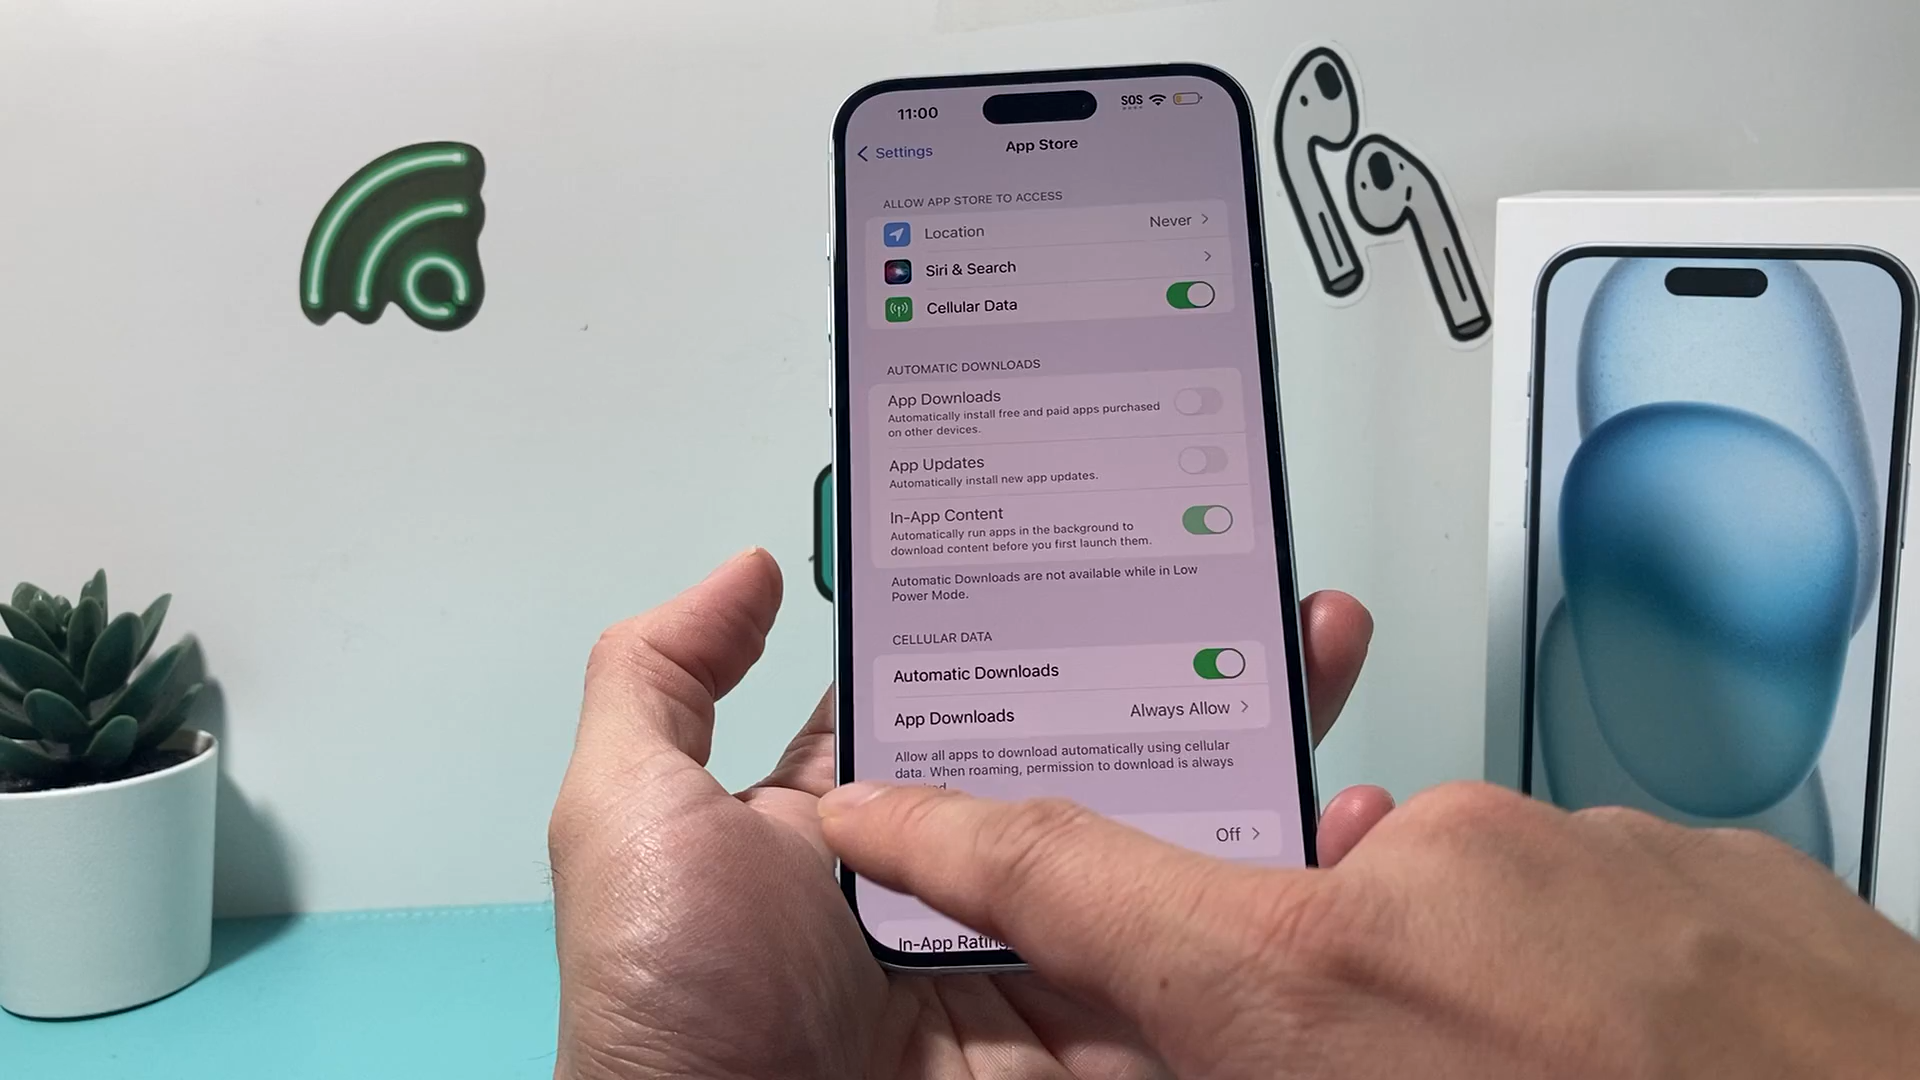 11:00
SOS
Settings
App Store
ALLOW APP STORE TO ACCESS
Location
Never
Siri & Search
Cellular Data
AUTOMATIC DOWNLOADS
App Downloads
Automatically install free and paid apps purchased
on other devices.
App Updates
Automatically install new app updates.
In-App Content
Automatically run apps in the background to
download content before you first launch them.
Automatic Downloads are not available while in Low
Power Mode.
CELLULAR DATA
Automatic Downloads
App Downloads
Always Allow
Allow all apps to download automatically using cellular
data. When roaming, permission to download is always
Off
In-App